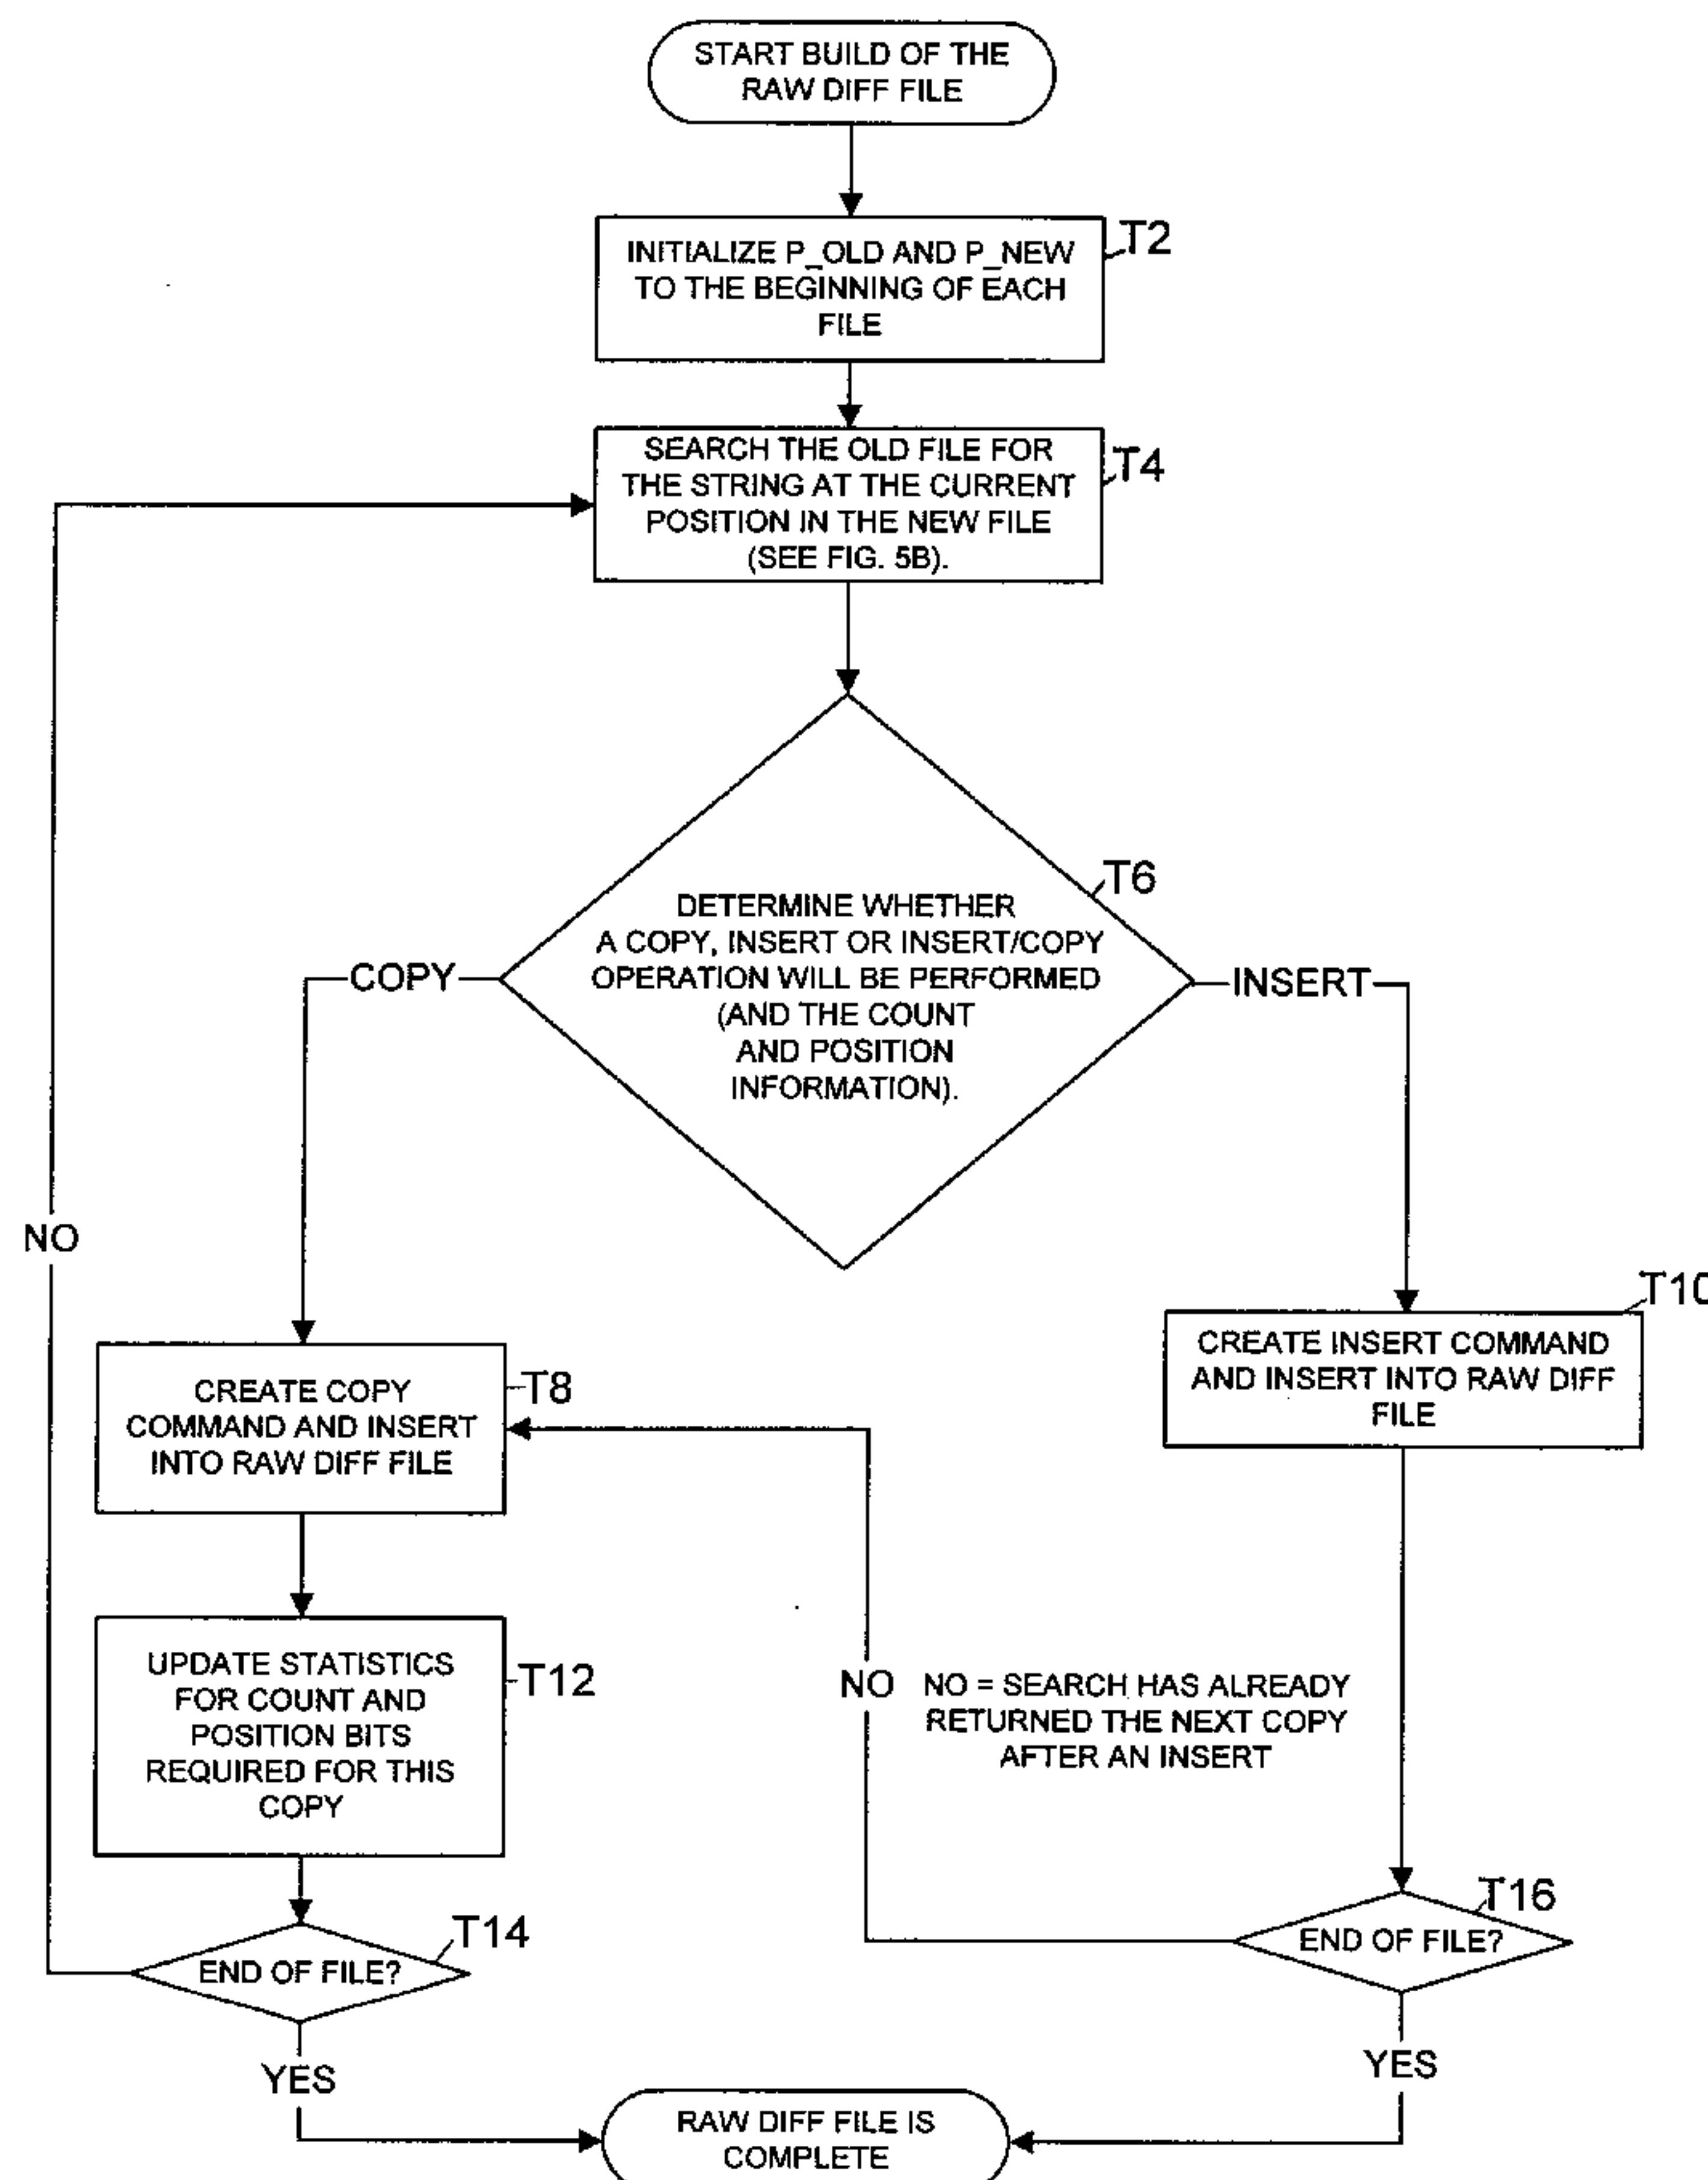 START BUILD OF THE
RAW DIFF FILE
INITIALIZE P_OLD AND P_NEW
TO THE BEGINNING OF EACH
FILE
T2
SEARCH THE OLD FILE FOR
THE STRING AT THE CURRENT
POSITION IN THE NEW FILE
(SEE FIG. 5B).
T4
DETERMINE WHETHER
A COPY, INSERT OR INSERT/COPY
OPERATION WILL BE PERFORMED
(AND THE COUNT
AND POSITION
INFORMATION).
T6
COPY
INSERT
NO
CREATE COPY
COMMAND AND INSERT
INTO RAW DIFF FILE
T8
CREATE INSERT COMMAND
AND INSERT INTO RAW DIFF
FILE
T10
UPDATE STATISTICS
FOR COUNT AND
POSITION BITS
REQUIRED FOR THIS
COPY
T12
NO
NO = SEARCH HAS ALREADY
RETURNED THE NEXT COPY
AFTER AN INSERT
END OF FILE?
T14
END OF FILE?
T16
YES
YES
RAW DIFF FILE IS
COMPLETE